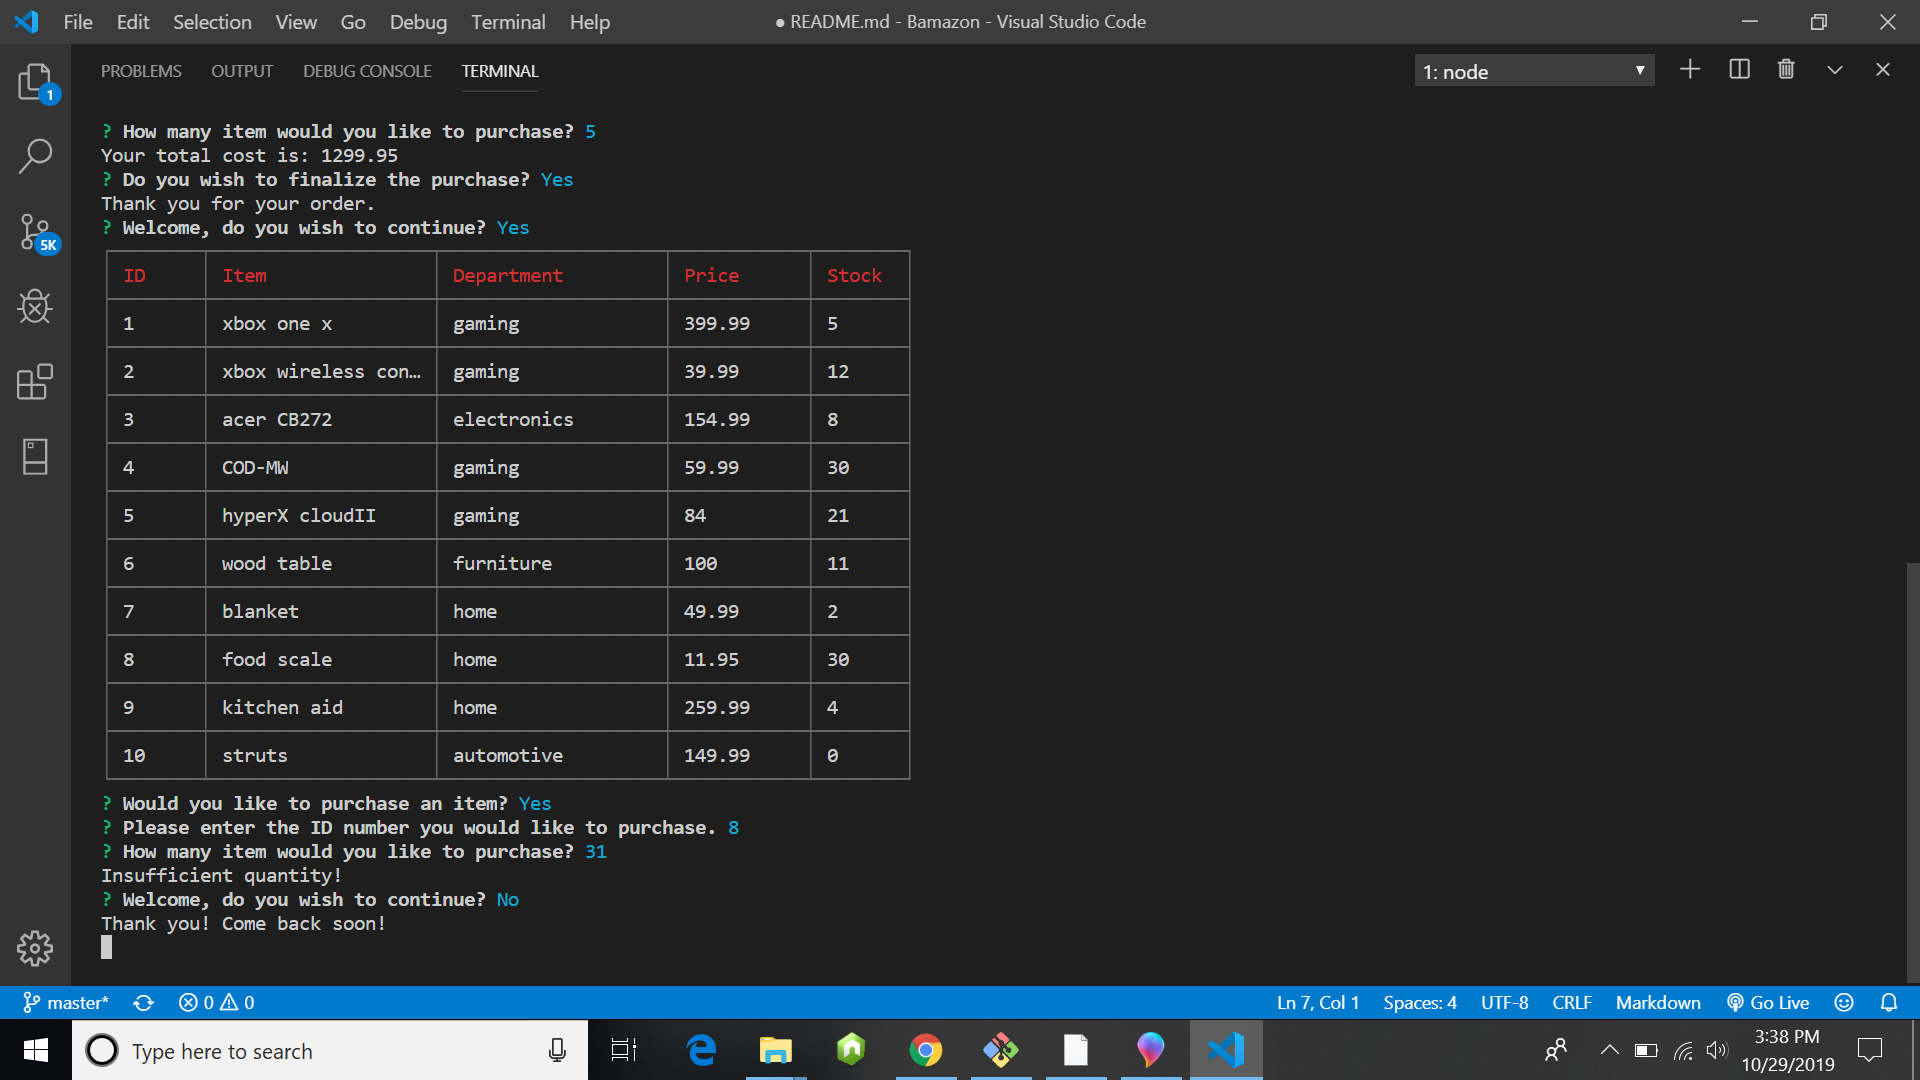 File Edit Selection View Go Debug Terminal Help ● README.md - Bamazon - Visual Studio Code
PROBLEMS OUTPUT DEBUG CONSOLE TERMINAL 1: node
1
5K
? How many item would you like to purchase? 5
Your total cost is: 1299.95
? Do you wish to finalize the purchase? Yes
Thank you for your order.
? Welcome, do you wish to continue? Yes
ID Item Department Price Stock
1 xbox one x gaming 399.99 5
2 xbox wireless con… gaming 39.99 12
3 acer CB272 electronics 154.99 8
4 COD-MW gaming 59.99 30
5 hyperX cloudII gaming 84 21
6 wood table furniture 100 11
7 blanket home 49.99 2
8 food scale home 11.95 30
9 kitchen aid home 259.99 4
10 struts automotive 149.99 0
? Would you like to purchase an item? Yes
? Please enter the ID number you would like to purchase. 8
? How many item would you like to purchase? 31
Insufficient quantity!
? Welcome, do you wish to continue? No
Thank you! Come back soon!
master* 0 0 Ln 7, Col 1 Spaces: 4 UTF-8 CRLF Markdown Go Live
Type here to search
3:38 PM
10/29/2019